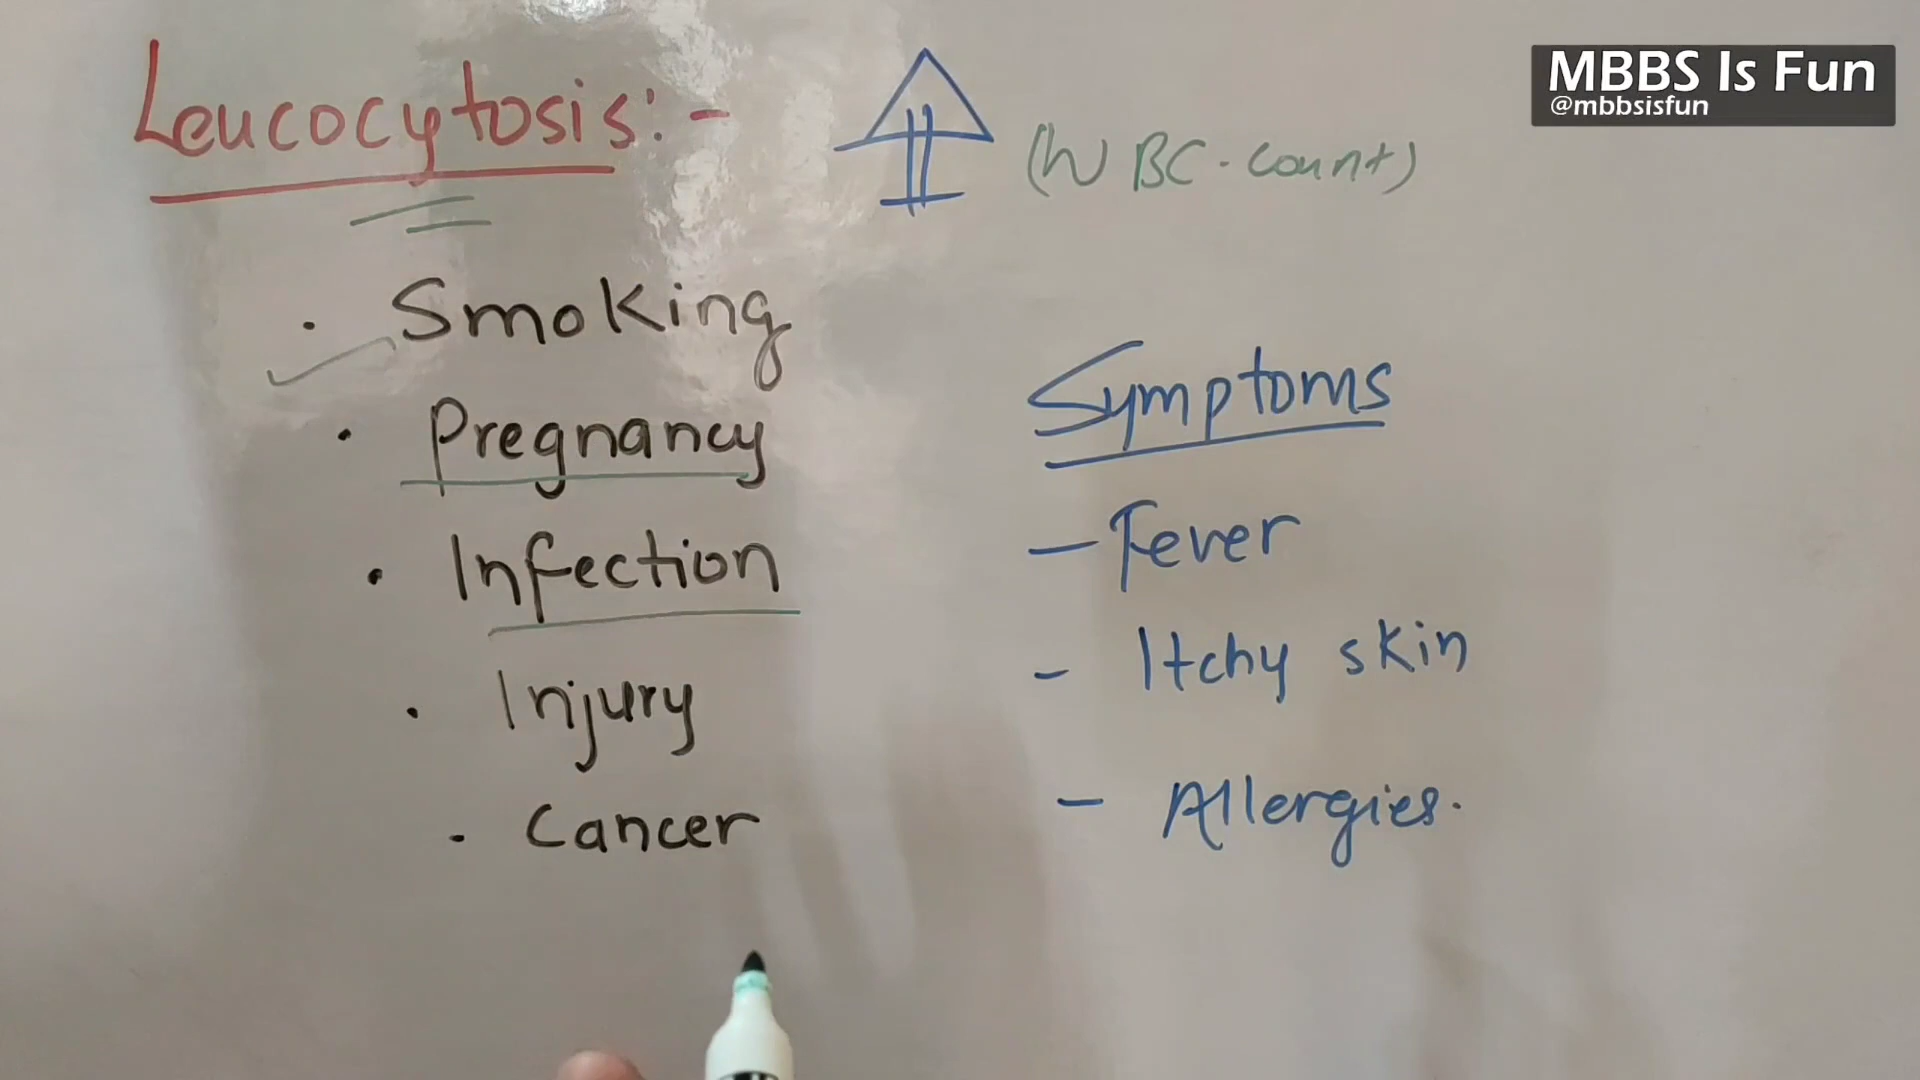 Leucocytosis:-
(WBC-count)
MBBS Is Fun
@mbbsisfun
• Smoking
• Pregnancy
• Infection
• Injury
• Cancer
Symptoms
- Fever
- Itchy skin
- Allergies.